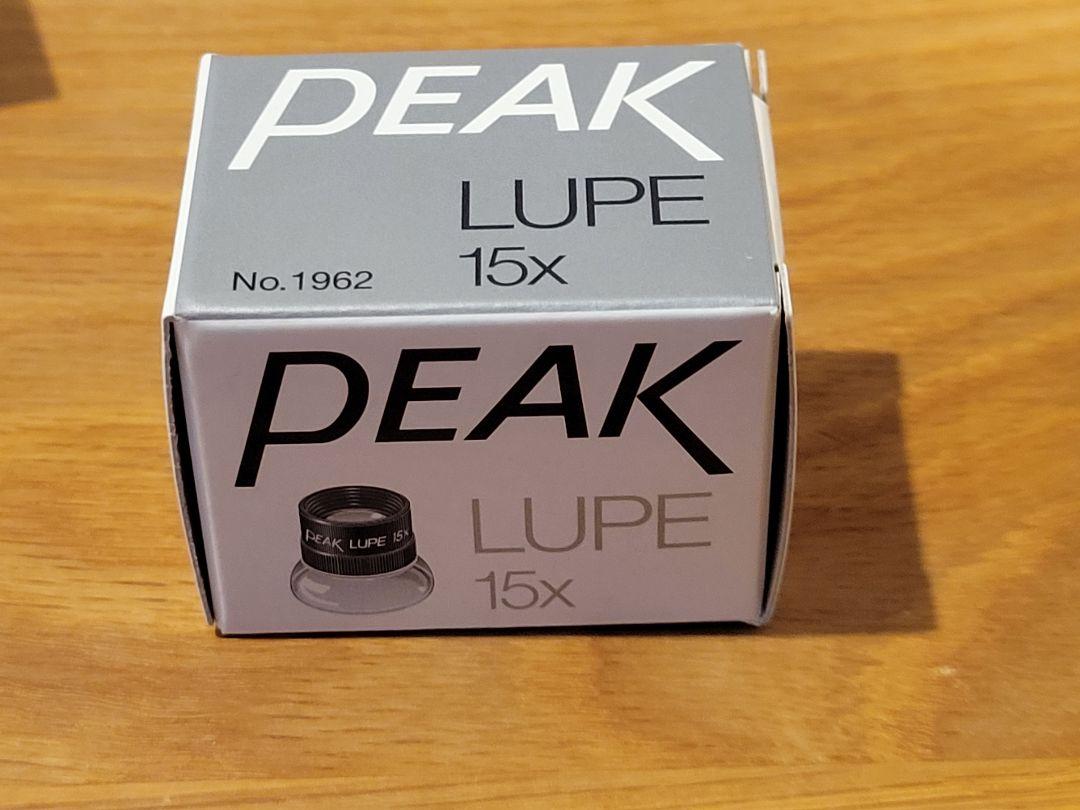 PEAK
LUPE
15x
No.1962
PEAK
LUPE
15x
PEAK LUPE 15x